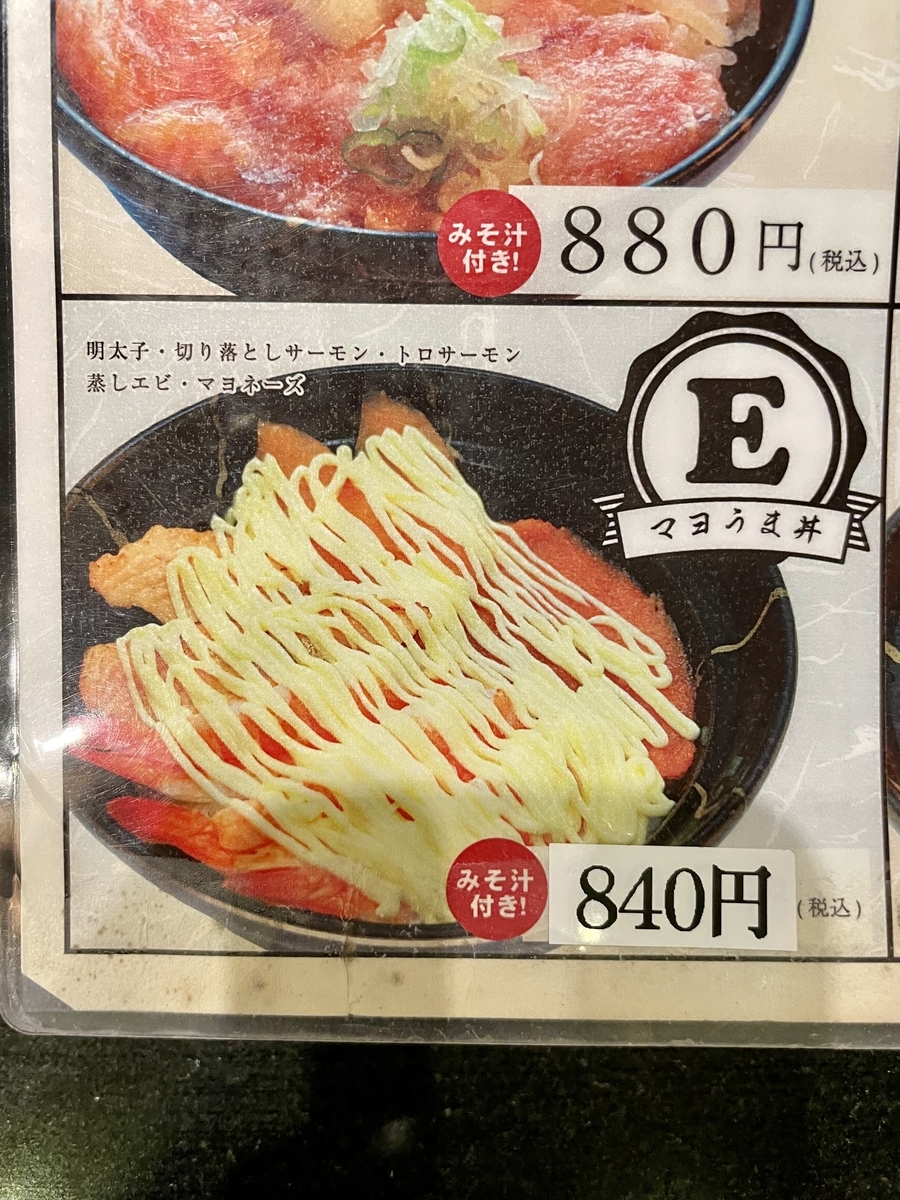 みそ汁
付き!
880円(税込)
明太子・切り落としサーモン・トロサーモン
蒸しエビ・マヨネーズ
E
マヨうま丼
みそ汁
付き!
840円(税込)